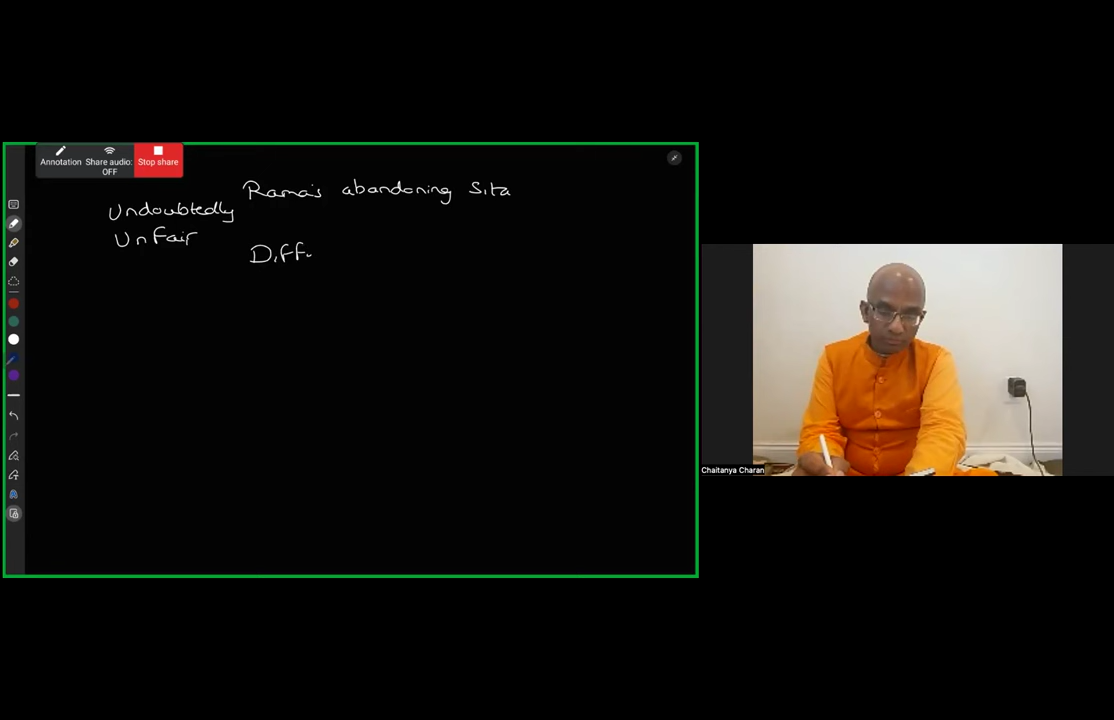 Annotation
Share audio:
OFF
Stop share
Rama's abandoning Sita
Undoubtedly
Unfair
Diff
Chaitanya Charan